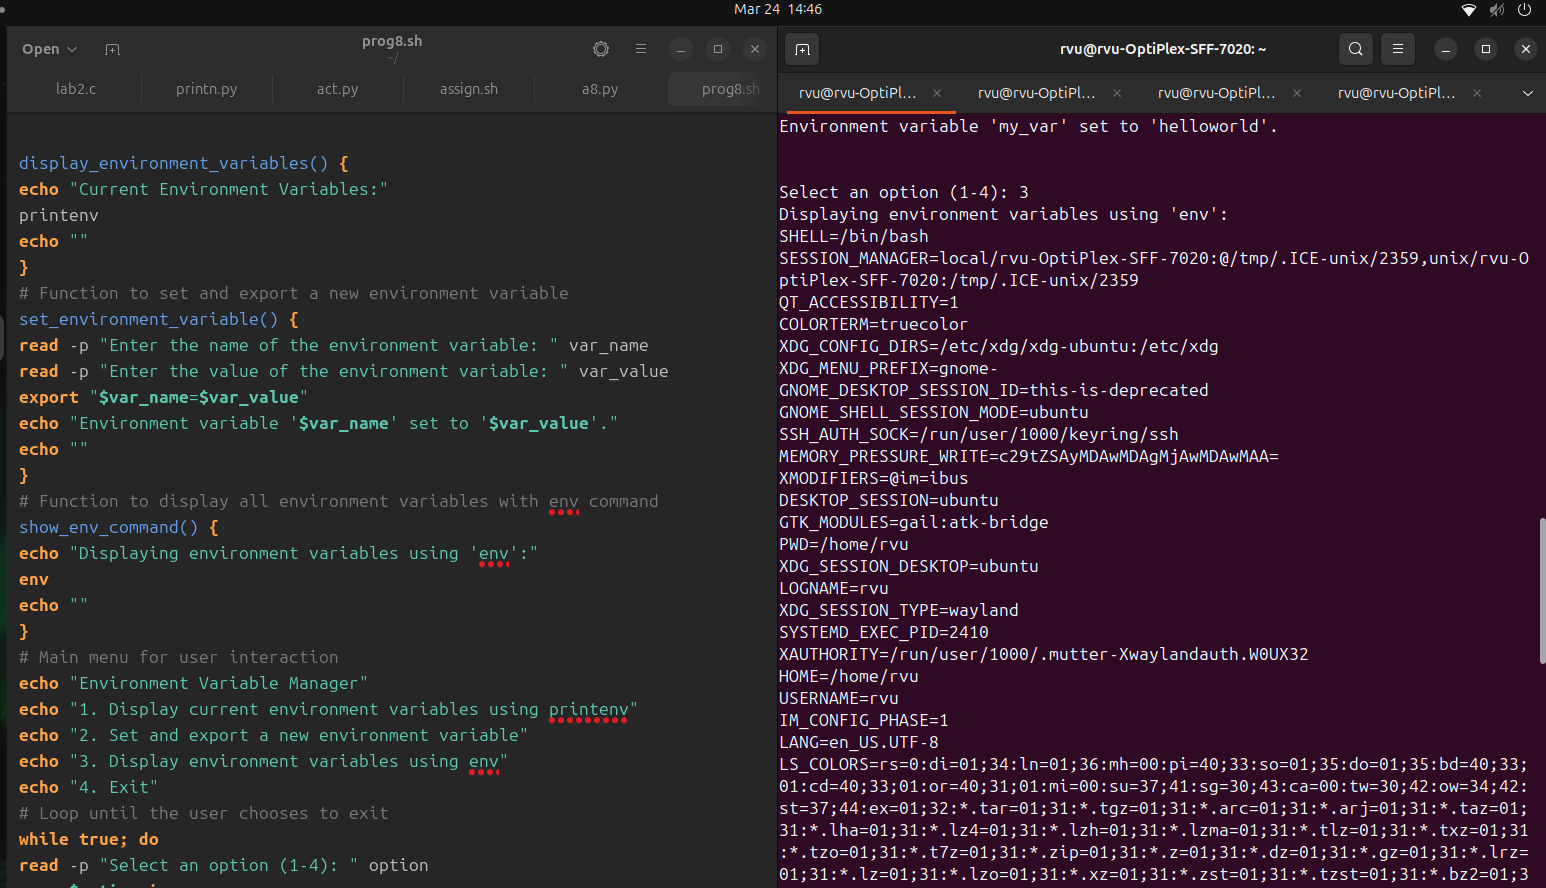 Mar 24 14:46
Open
prog8.sh
~/
lab2.c
printn.py
act.py
assign.sh
a8.py
prog8.sh
display_environment_variables() {
echo "Current Environment Variables:"
printenv
echo ""
}
# Function to set and export a new environment variable
set_environment_variable() {
read -p "Enter the name of the environment variable: " var_name
read -p "Enter the value of the environment variable: " var_value
export "$var_name=$var_value"
echo "Environment variable '$var_name' set to '$var_value'."
echo ""
}
# Function to display all environment variables with env command
show_env_command() {
echo "Displaying environment variables using 'env':"
env
echo ""
}
# Main menu for user interaction
echo "Environment Variable Manager"
echo "1. Display current environment variables using printenv"
echo "2. Set and export a new environment variable"
echo "3. Display environment variables using env"
echo "4. Exit"
# Loop until the user chooses to exit
while true; do
read -p "Select an option (1-4): " option
rvu@rvu-OptiPlex-SFF-7020: ~
rvu@rvu-OptiPl...
rvu@rvu-OptiPl...
rvu@rvu-OptiPl...
rvu@rvu-OptiPl...
Environment variable 'my_var' set to 'helloworld'.
Select an option (1-4): 3
Displaying environment variables using 'env':
SHELL=/bin/bash
SESSION_MANAGER=local/rvu-OptiPlex-SFF-7020:@/tmp/.ICE-unix/2359,unix/rvu-O
ptiPlex-SFF-7020:/tmp/.ICE-unix/2359
QT_ACCESSIBILITY=1
COLORTERM=truecolor
XDG_CONFIG_DIRS=/etc/xdg/xdg-ubuntu:/etc/xdg
XDG_MENU_PREFIX=gnome-
GNOME_DESKTOP_SESSION_ID=this-is-deprecated
GNOME_SHELL_SESSION_MODE=ubuntu
SSH_AUTH_SOCK=/run/user/1000/keyring/ssh
MEMORY_PRESSURE_WRITE=c29tZSAyMDAwMDAgMjAwMDAwMAA=
XMODIFIERS=@im=ibus
DESKTOP_SESSION=ubuntu
GTK_MODULES=gail:atk-bridge
PWD=/home/rvu
XDG_SESSION_DESKTOP=ubuntu
LOGNAME=rvu
XDG_SESSION_TYPE=wayland
SYSTEMD_EXEC_PID=2410
XAUTHORITY=/run/user/1000/.mutter-Xwaylandauth.W0UX32
HOME=/home/rvu
USERNAME=rvu
IM_CONFIG_PHASE=1
LANG=en_US.UTF-8
LS_COLORS=rs=0:di=01;34:ln=01;36:mh=00:pi=40;33:so=01;35:do=01;35:bd=40;33;
01:cd=40;33;01:or=40;31;01:mi=00:su=37;41:sg=30;43:ca=00:tw=30;42:ow=34;42:
st=37;44:ex=01;32:*.tar=01;31:*.tgz=01;31:*.arc=01;31:*.arj=01;31:*.taz=01;
31:*.lha=01;31:*.lz4=01;31:*.lzh=01;31:*.lzma=01;31:*.tlz=01;31:*.txz=01;31
:*.tzo=01;31:*.t7z=01;31:*.zip=01;31:*.z=01;31:*.dz=01;31:*.gz=01;31:*.lrz=
01;31:*.lz=01;31:*.lzo=01;31:*.xz=01;31:*.zst=01;31:*.tzst=01;31:*.bz2=01;3